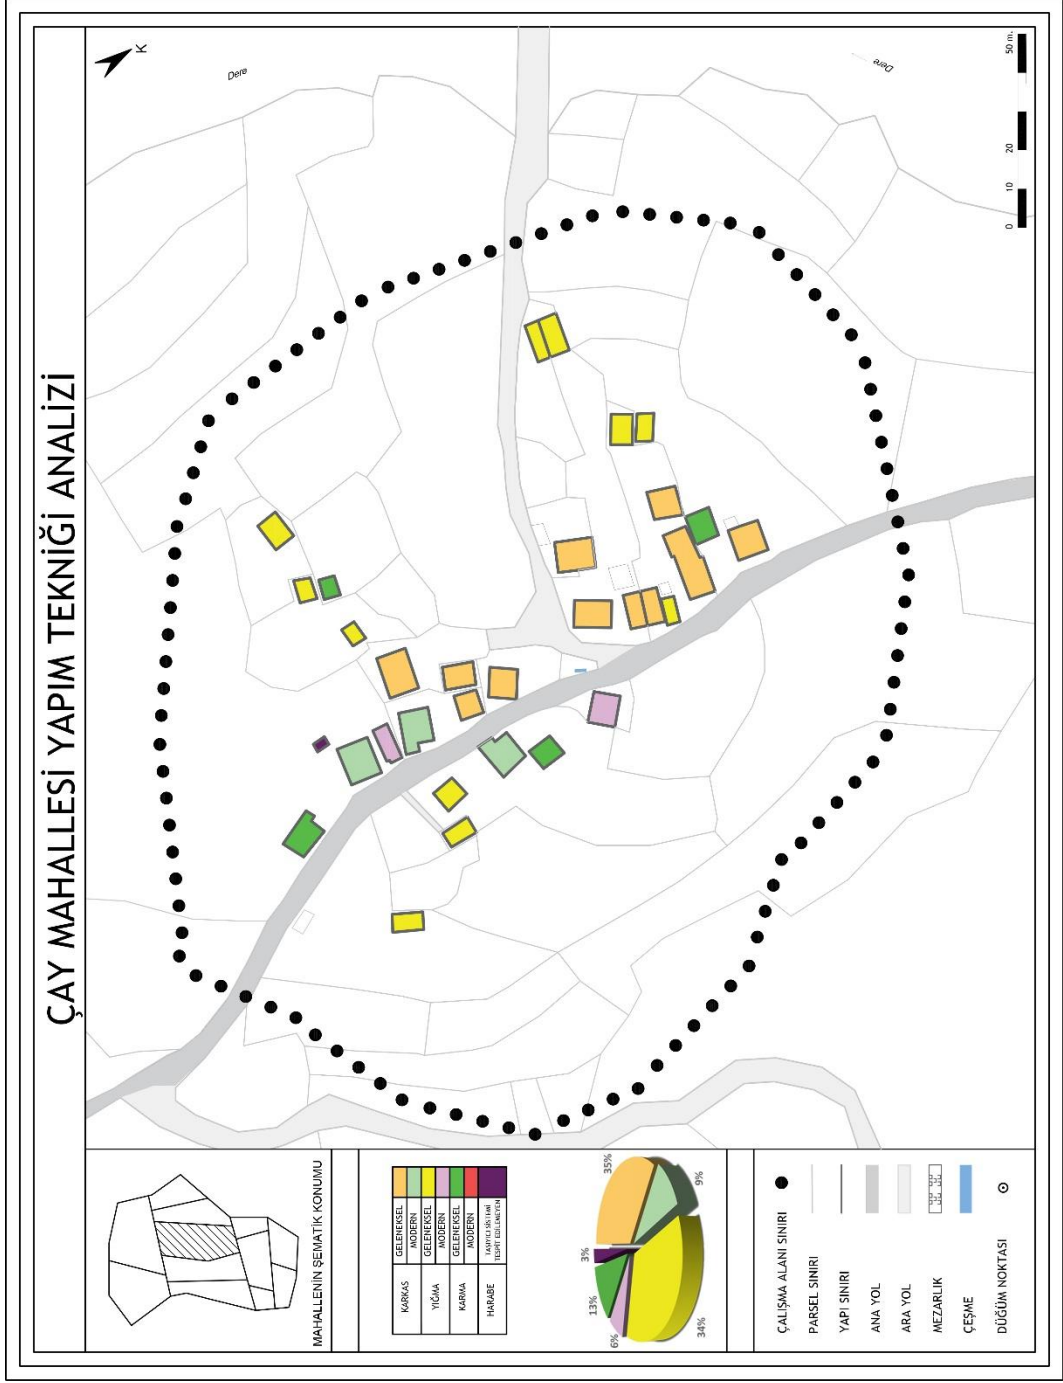 ÇAY MAHALLESİ YAPIM TEKNİĞİ ANALİZİ
K
Dere
Dere
0 10 20 50 m.
MAHALLENİN ŞEMATİK KONUMU
KARKAS
GELENEKSEL
MODERN
YIĞMA
GELENEKSEL
MODERN
KARMA
GELENEKSEL
MODERN
HARABE
TAŞIYICI SİSTEMİ
TESPİT EDİLEMEYEN
35%
9%
34%
6%
13%
3%
ÇALIŞMA ALANI SINIRI
PARSEL SINIRI
YAPI SINIRI
ANA YOL
ARA YOL
MEZARLIK
ÇEŞME
DÜĞÜM NOKTASI